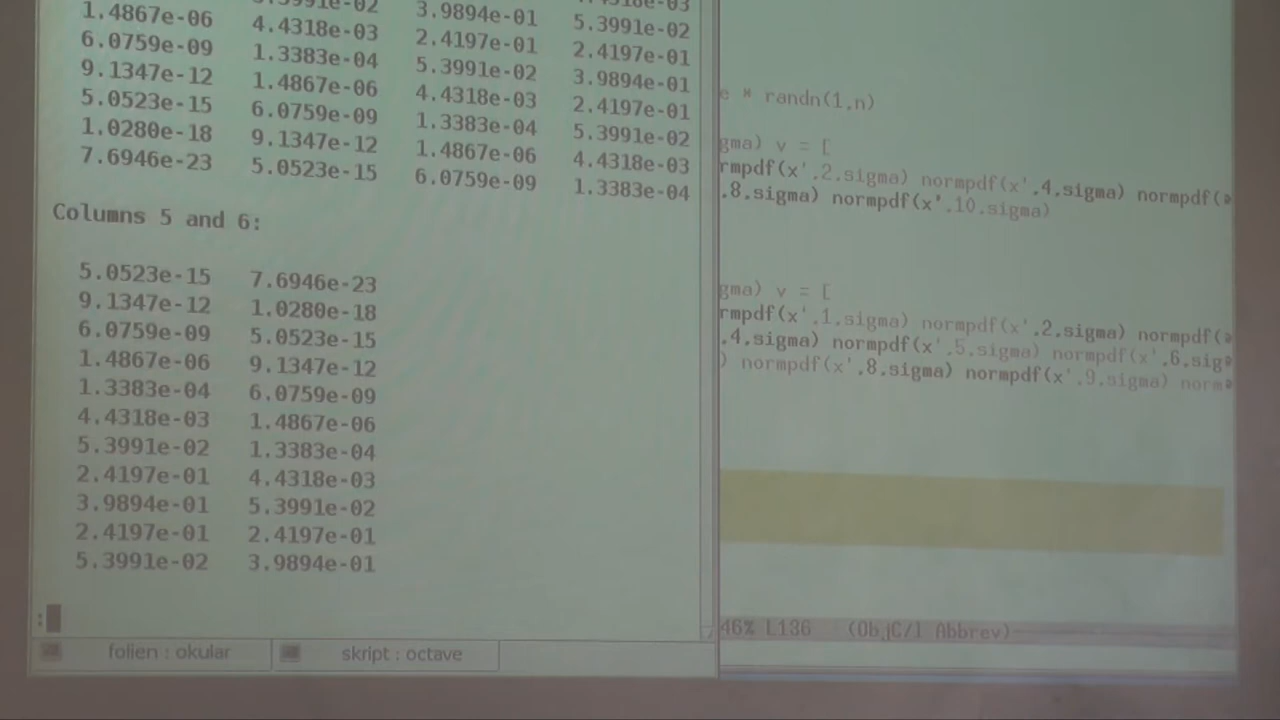 3.9894e-01
1.4867e-06 4.4318e-03 2.4197e-01 5.3991e-02
6.0759e-09 1.3383e-04 5.3991e-02 2.4197e-01
9.1347e-12 1.4867e-06 4.4318e-03 3.9894e-01
5.0523e-15 6.0759e-09 1.3383e-04 2.4197e-01
1.0280e-18 9.1347e-12 1.4867e-06 5.3991e-02
7.6946e-23 5.0523e-15 6.0759e-09 4.4318e-03
1.3383e-04
Columns 5 and 6:
5.0523e-15 7.6946e-23
9.1347e-12 1.0280e-18
6.0759e-09 5.0523e-15
1.4867e-06 9.1347e-12
1.3383e-04 6.0759e-09
4.4318e-03 1.4867e-06
5.3991e-02 1.3383e-04
2.4197e-01 4.4318e-03
3.9894e-01 5.3991e-02
2.4197e-01 2.4197e-01
5.3991e-02 3.9894e-01
:
folien : okular
skript : octave
e * randn(1,n)
gma) v = [
rmpdf(x',2,sigma) normpdf(x',4,sigma) normpdf(
,8,sigma) normpdf(x',10,sigma)
gma) v = [
rmpdf(x',1,sigma) normpdf(x',2,sigma) normpdf(
,4,sigma) normpdf(x',5,sigma) normpdf(x',6,sig
) normpdf(x',8,sigma) normpdf(x',9,sigma) norm
46% L136 (ObjC/l Abbrev)